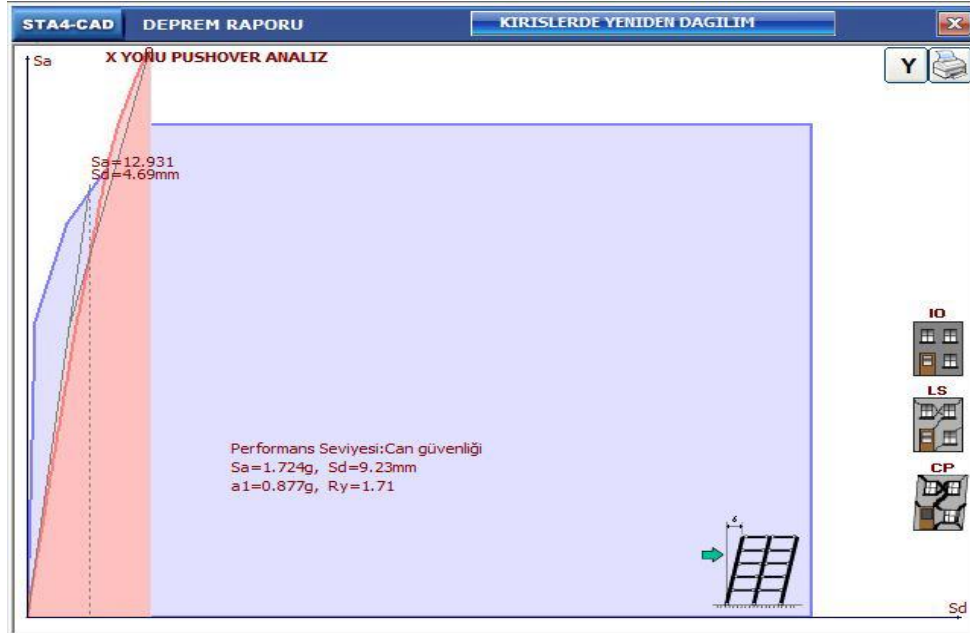 STA4-CAD DEPREM RAPORU KIRISLERDE YENIDEN DAGILIM
Sa X YONU PUSHOVER ANALIZ
Y
Sa=12.931
Sd=4.69mm
IO
LS
CP
Performans Seviyesi:Can güvenliği
Sa=1.724g, Sd=9.23mm
a1=0.877g, Ry=1.71
Sd